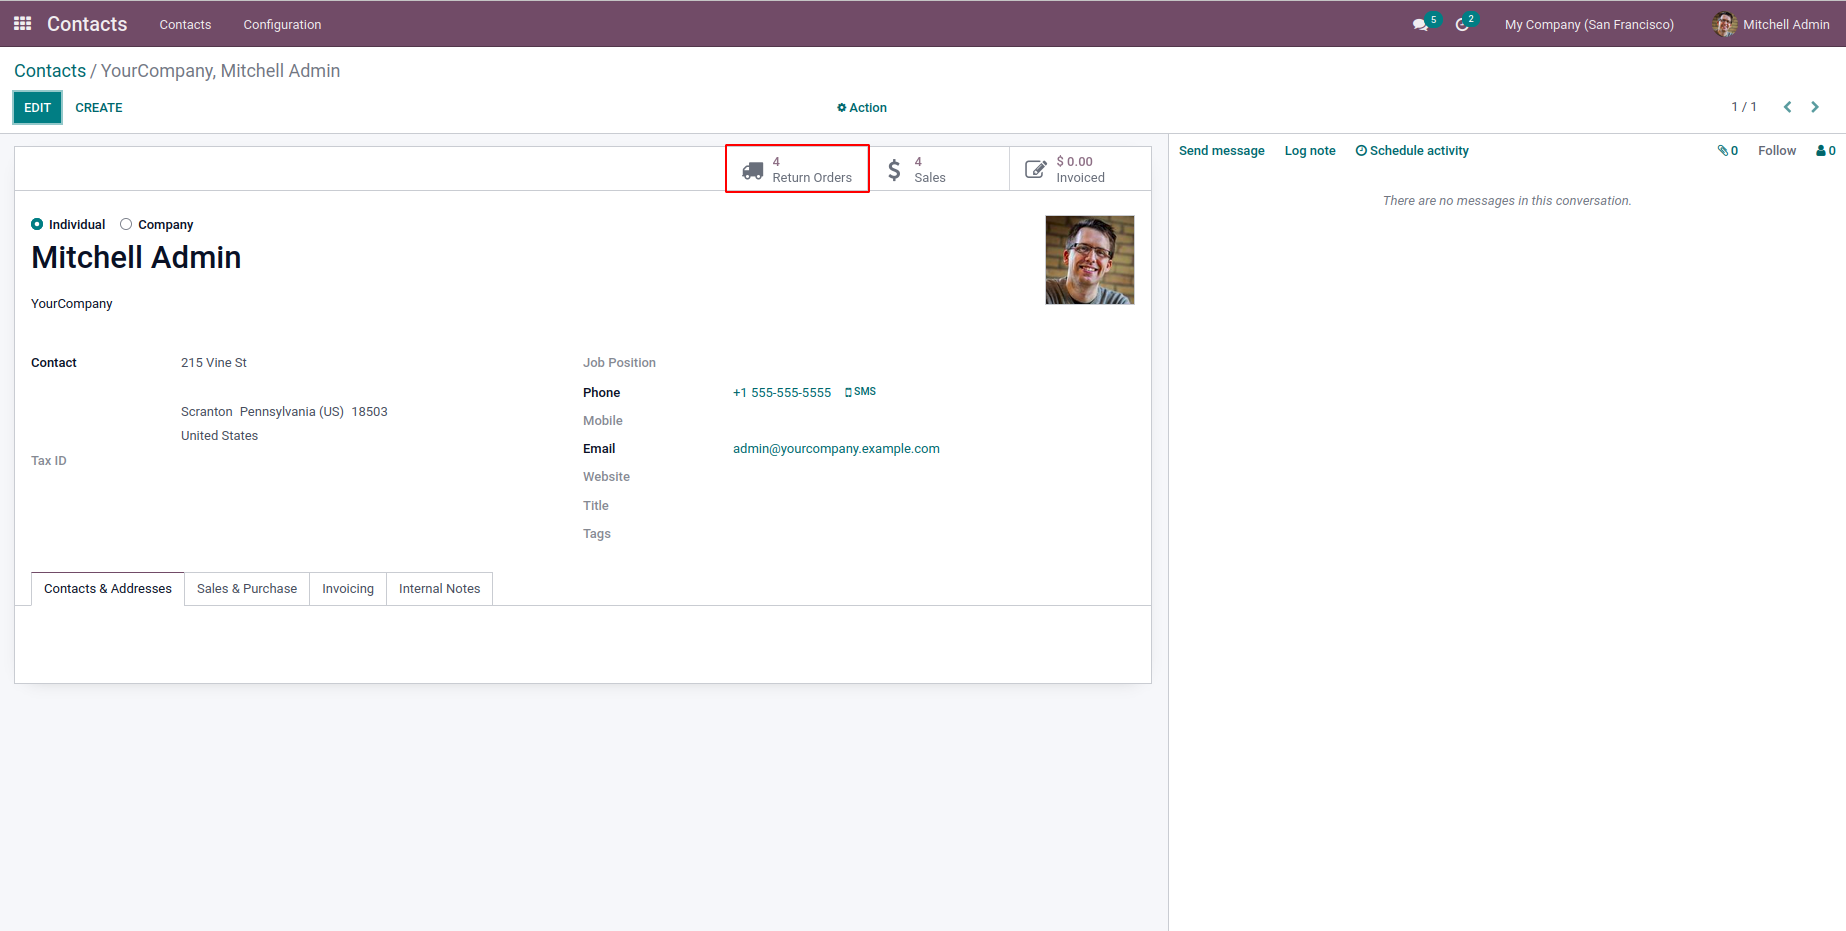 Contacts Contacts Configuration 5 2 My Company (San Francisco) Mitchell Admin
Contacts / YourCompany, Mitchell Admin
EDIT CREATE Action 1 / 1
4
Return Orders
4
Sales
$ 0.00
Invoiced
Send message Log note Schedule activity 0 Follow 0
There are no messages in this conversation.
Individual Company
Mitchell Admin
YourCompany
Contact 215 Vine St
Scranton Pennsylvania (US) 18503
United States
Tax ID
Job Position
Phone +1 555-555-5555 SMS
Mobile
Email admin@yourcompany.example.com
Website
Title
Tags
Contacts & Addresses Sales & Purchase Invoicing Internal Notes